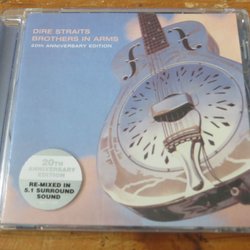 DIRE STRAITS
BROTHERS IN ARMS
20TH ANNIVERSARY EDITION
20TH
ANNIVERSARY
EDITION
RE-MIXED IN
5.1 SURROUND
SOUND